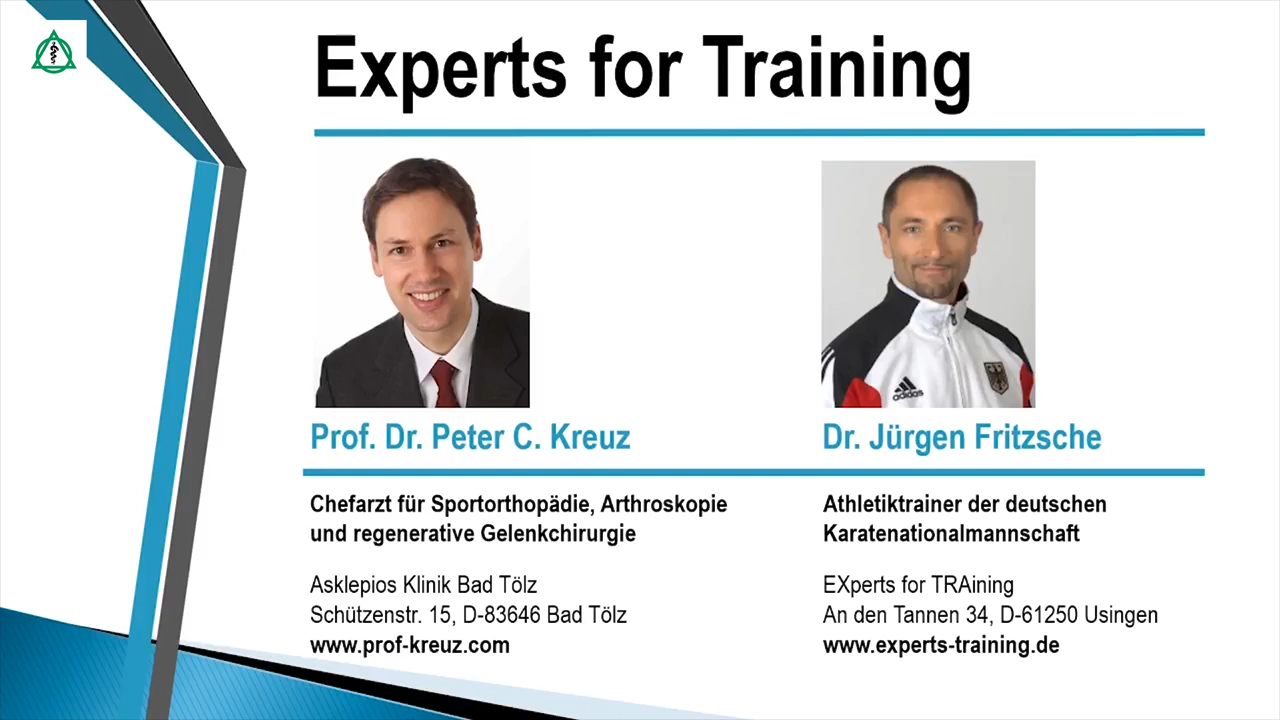 Experts for Training
adidas
Prof. Dr. Peter C. Kreuz
Chefarzt für Sportorthopädie, Arthroskopie
und regenerative Gelenkchirurgie
Asklepios Klinik Bad Tölz
Schützenstr. 15, D-83646 Bad Tölz
www.prof-kreuz.com
Dr. Jürgen Fritzsche
Athletiktrainer der deutschen
Karatenationalmannschaft
EXperts for TRAining
An den Tannen 34, D-61250 Usingen
www.experts-training.de